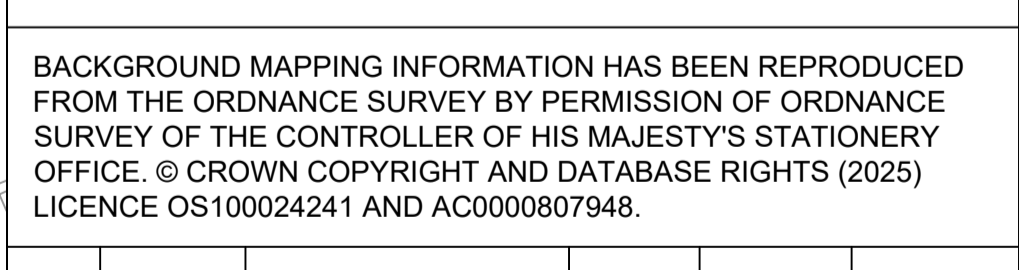 BACKGROUND MAPPING INFORMATION HAS BEEN REPRODUCED
FROM THE ORDNANCE SURVEY BY PERMISSION OF ORDNANCE
SURVEY OF THE CONTROLLER OF HIS MAJESTY'S STATIONERY
OFFICE. © CROWN COPYRIGHT AND DATABASE RIGHTS (2025)
LICENCE OS100024241 AND AC0000807948.